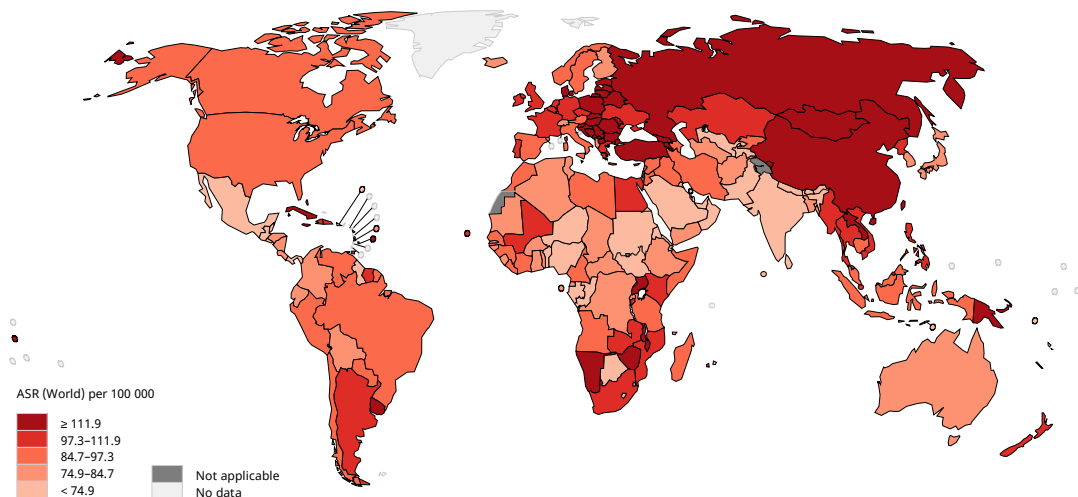 ASR (World) per 100 000
≥ 111.9
97.3–111.9
84.7–97.3
74.9–84.7
< 74.9
Not applicable
No data